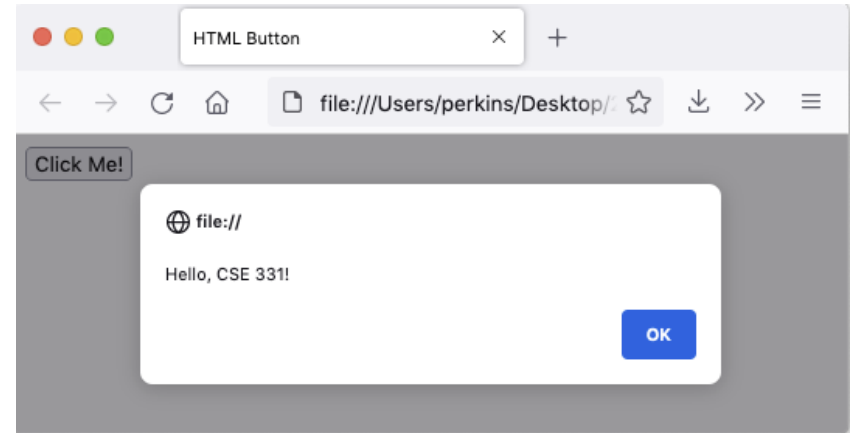 HTML Button
file:///Users/perkins/Desktop/
Click Me!
file://
Hello, CSE 331!
OK